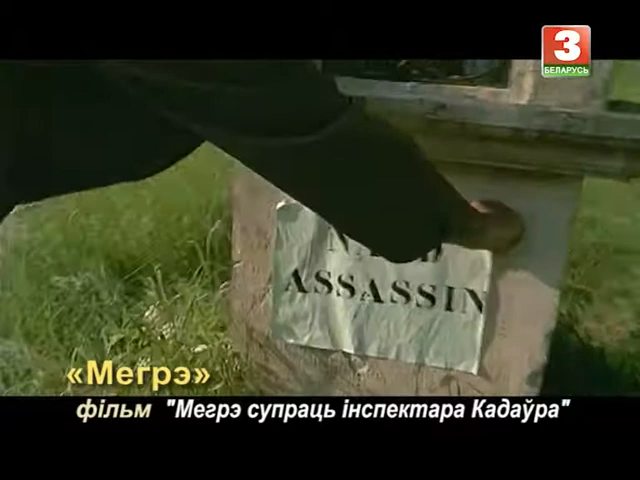 3
БЕЛАРУСЬ
ASSASSIN
«Мегрэ»
фільм "Мегрэ супраць інспектара Кадаўра"